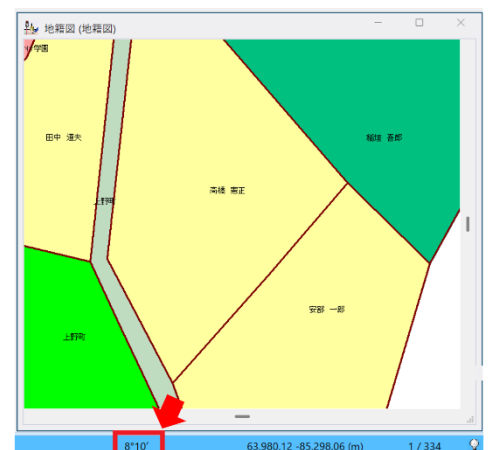 地籍図 (地籍図)
学園
田中 道夫
稲垣 吾郎
高橋 憲正
上野町
安部 一郎
上野町
8°10′ 63,980.12 -85,298.06 (m) 1 / 334